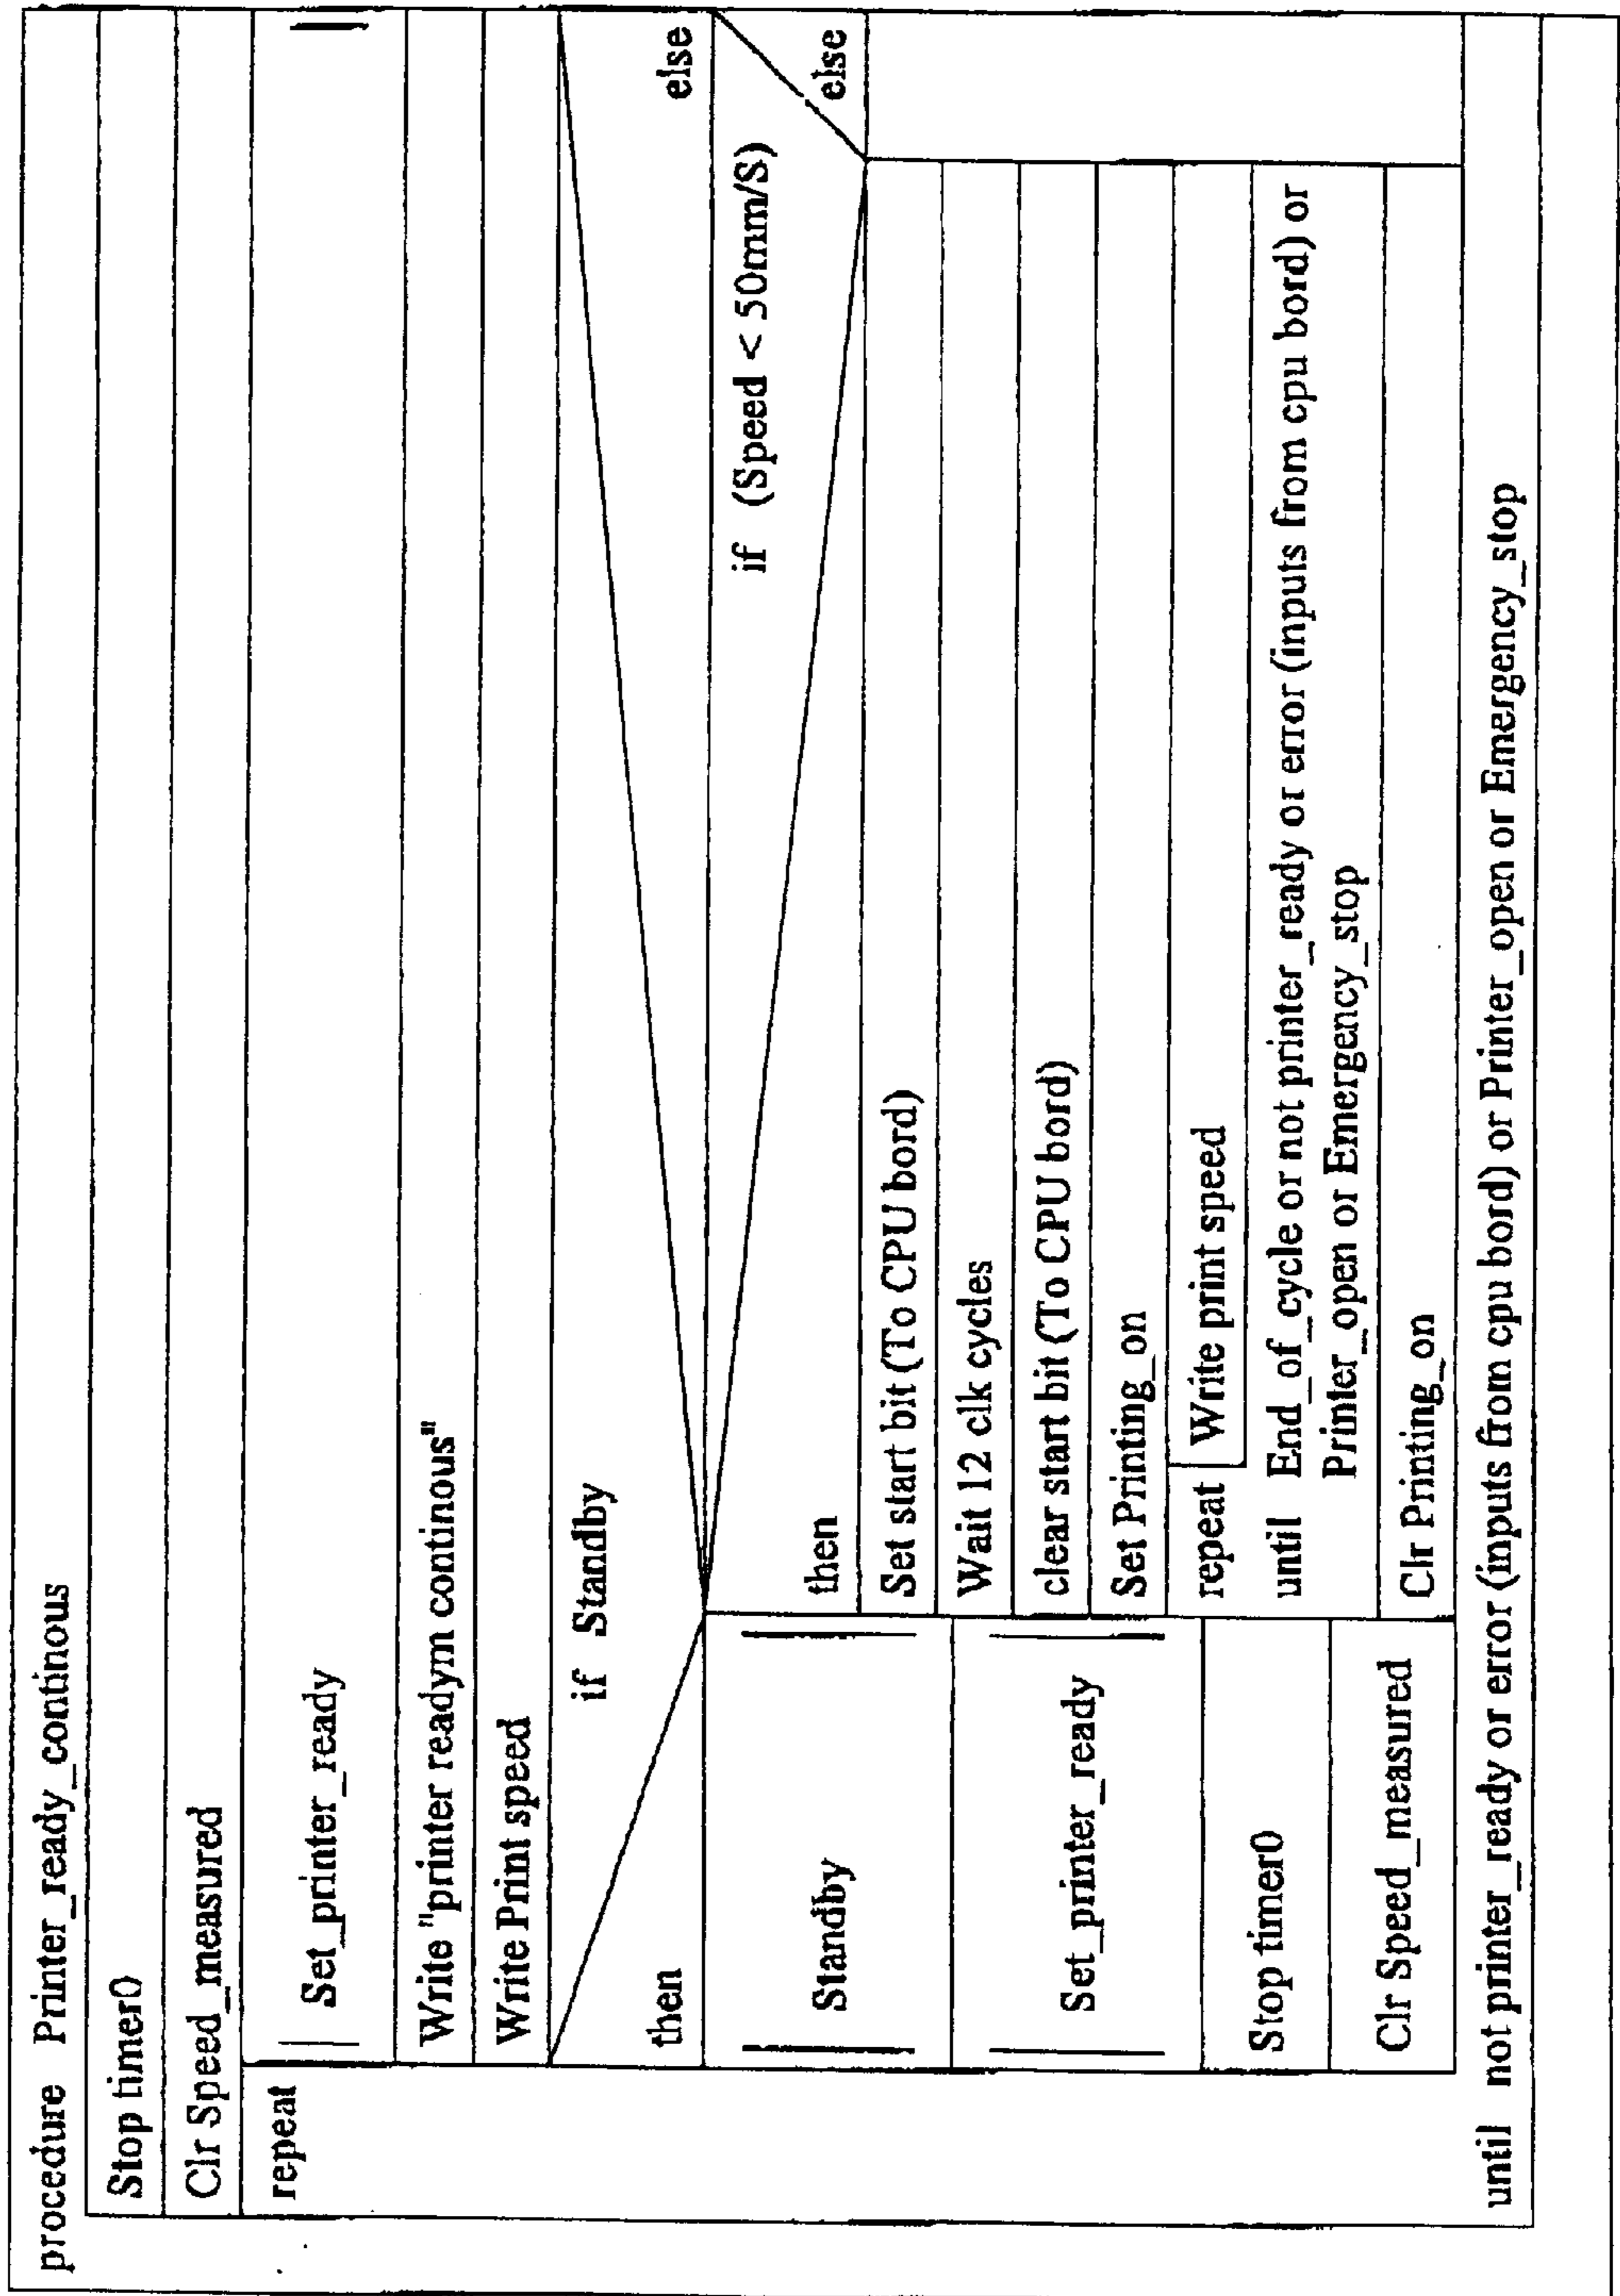 procedure Printer_ready_continous
Stop timer0
Clr Speed_measured
repeat
Set_printer_ready
Write "printer readym continous"
Write Print speed
if Standby
then
else
Standby
Set_printer_ready
Stop timer0
Clr Speed_measured
if (Speed < 50mm/S)
then
else
Set start bit (To CPU bord)
Wait 12 clk cycles
clear start bit (To CPU bord)
Set Printing_on
repeat Write print speed
until End_of_cycle or not printer_ready or error (inputs from cpu bord) or
Printer_open or Emergency_stop
Clr Printing_on
until not printer_ready or error (inputs from cpu bord) or Printer_open or Emergency_stop